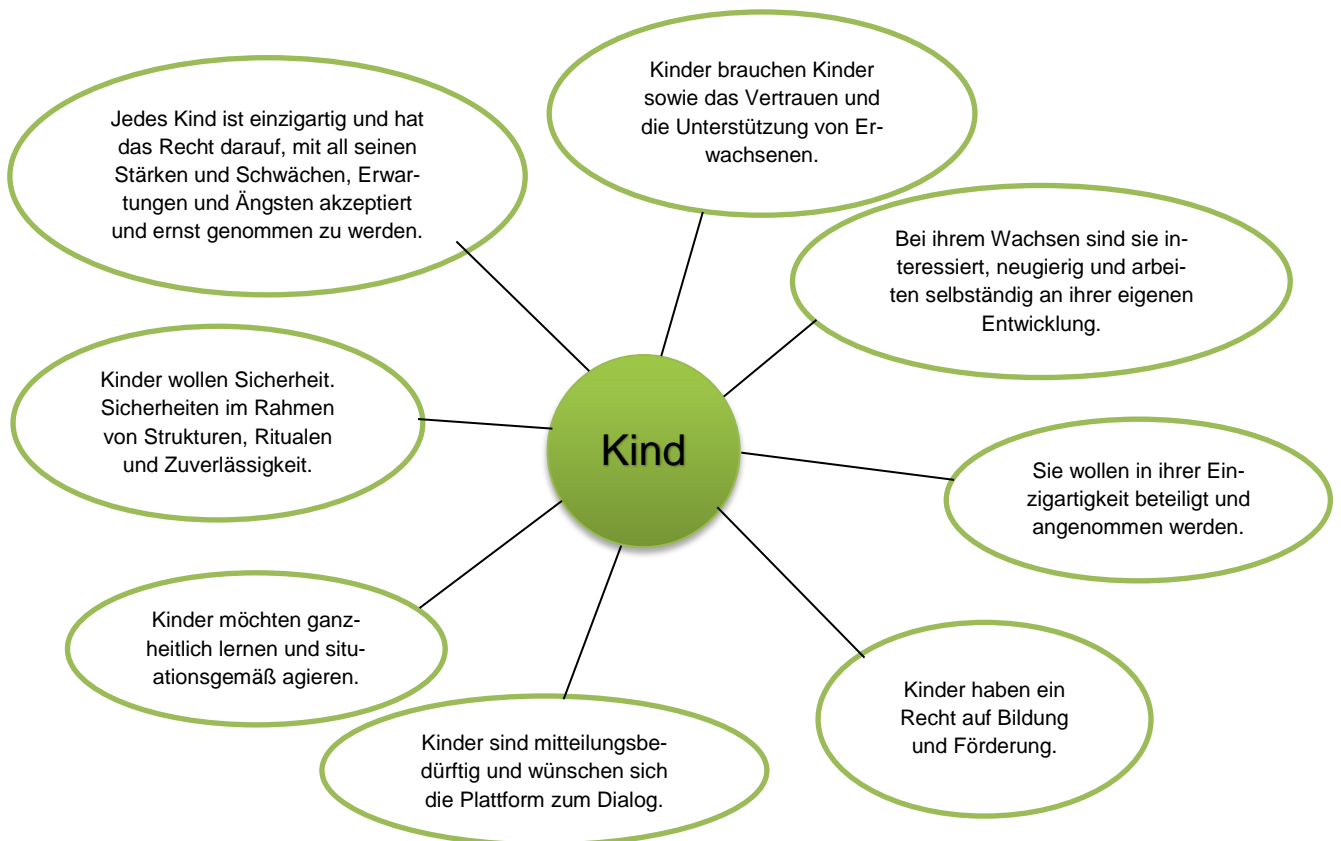 Jedes Kind ist einzigartig und hat
das Recht darauf, mit all seinen
Stärken und Schwächen, Erwar-
tungen und Ängsten akzeptiert
und ernst genommen zu werden.
Kinder brauchen Kinder
sowie das Vertrauen und
die Unterstützung von Er-
wachsenen.
Bei ihrem Wachsen sind sie in-
teressiert, neugierig und arbei-
ten selbständig an ihrer eigenen
Entwicklung.
Kinder wollen Sicherheit.
Sicherheiten im Rahmen
von Strukturen, Ritualen
und Zuverlässigkeit.
Kind
Sie wollen in ihrer Ein-
zigartigkeit beteiligt und
angenommen werden.
Kinder möchten ganz-
heitlich lernen und situ-
ationsgemäß agieren.
Kinder sind mitteilungsbe-
dürftig und wünschen sich
die Plattform zum Dialog.
Kinder haben ein
Recht auf Bildung
und Förderung.